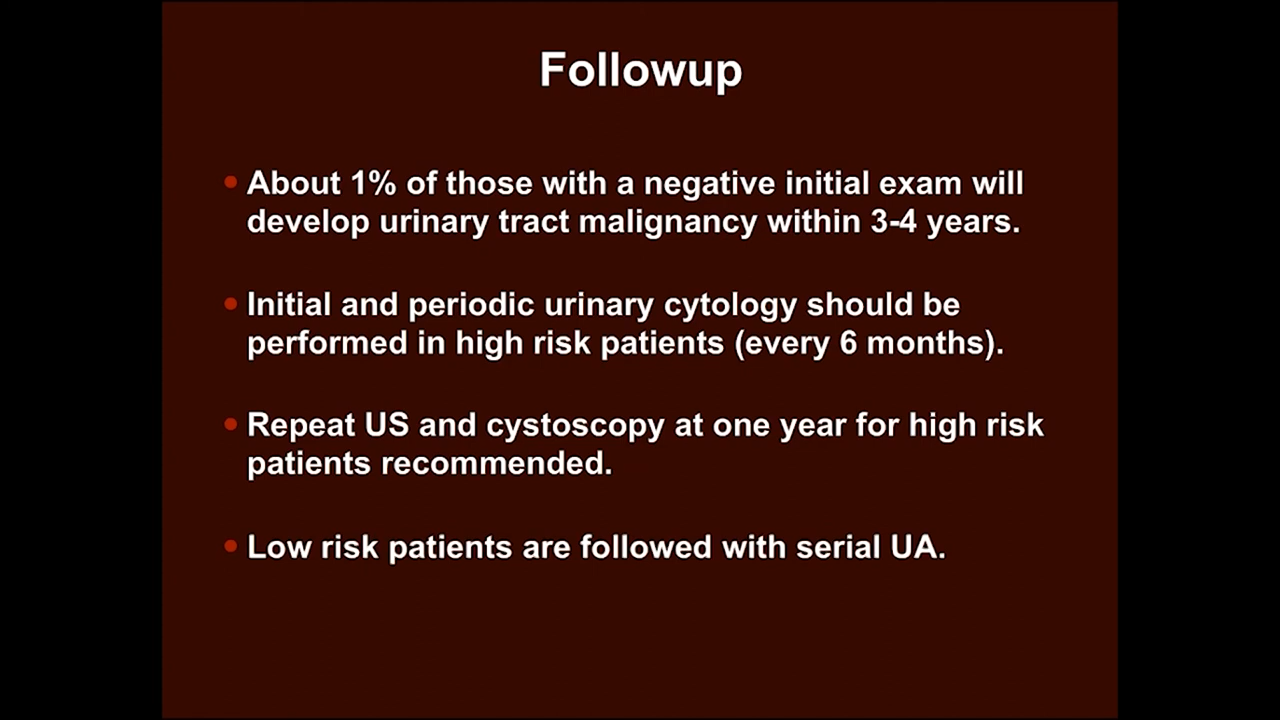 Followup
• About 1% of those with a negative initial exam will
develop urinary tract malignancy within 3-4 years.
• Initial and periodic urinary cytology should be
performed in high risk patients (every 6 months).
• Repeat US and cystoscopy at one year for high risk
patients recommended.
• Low risk patients are followed with serial UA.